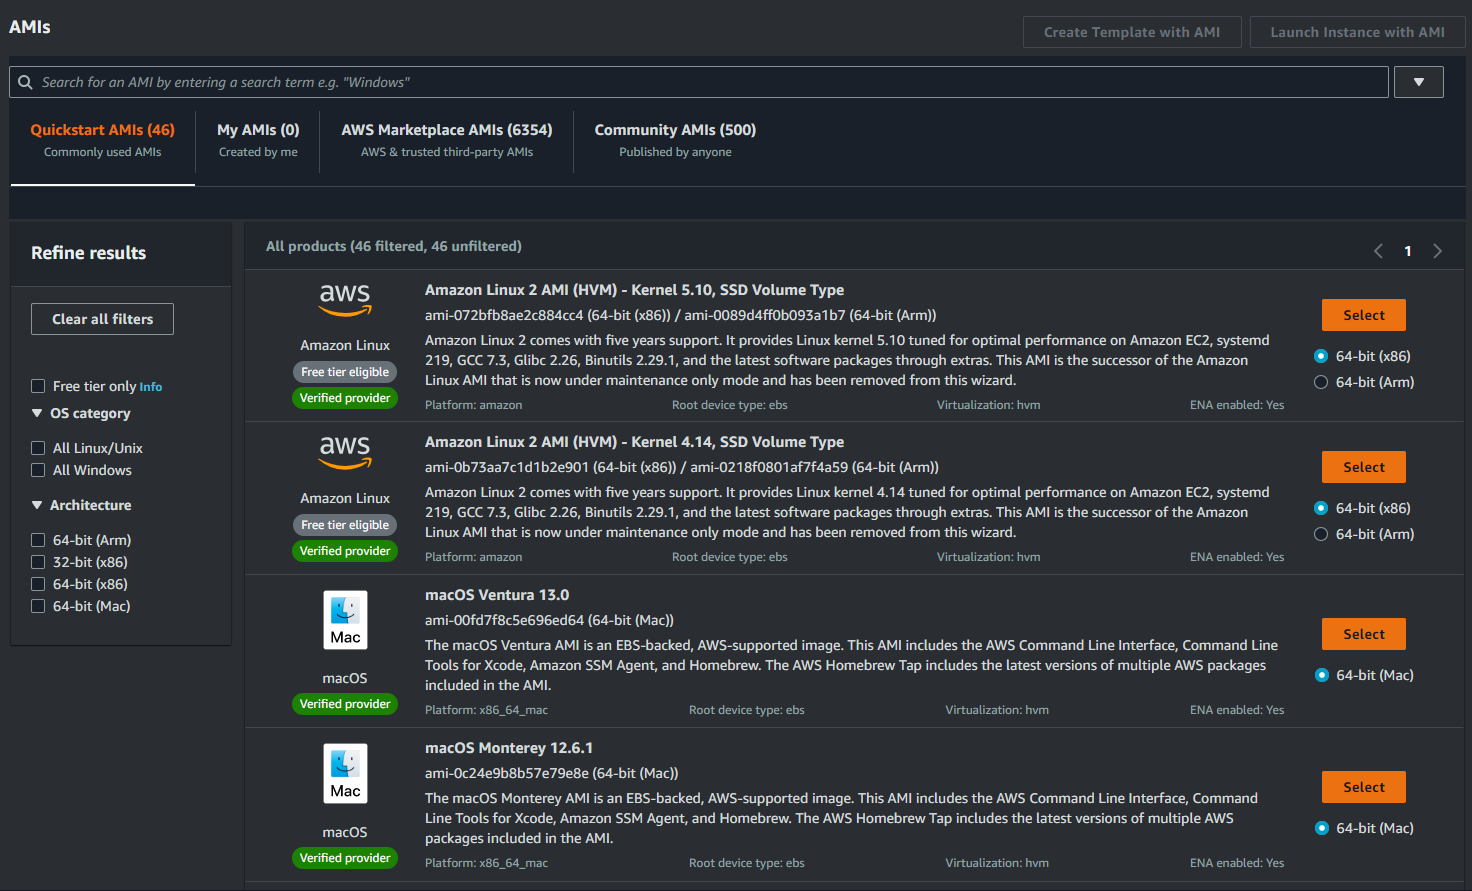 AMIs
Create Template with AMI
Launch Instance with AMI
Search for an AMI by entering a search term e.g. "Windows"
Quickstart AMIs (46)
Commonly used AMIs
My AMIs (0)
Created by me
AWS Marketplace AMIs (6354)
AWS & trusted third-party AMIs
Community AMIs (500)
Published by anyone
Refine results
Clear all filters
Free tier only Info
OS category
All Linux/Unix
All Windows
Architecture
64-bit (Arm)
32-bit (x86)
64-bit (x86)
64-bit (Mac)
All products (46 filtered, 46 unfiltered)
1
aws
Amazon Linux
Free tier eligible
Verified provider
Amazon Linux 2 AMI (HVM) - Kernel 5.10, SSD Volume Type
ami-072bfb8ae2c884cc4 (64-bit (x86)) / ami-0089d4ff0b093a1b7 (64-bit (Arm))
Amazon Linux 2 comes with five years support. It provides Linux kernel 5.10 tuned for optimal performance on Amazon EC2, systemd
219, GCC 7.3, Glibc 2.26, Binutils 2.29.1, and the latest software packages through extras. This AMI is the successor of the Amazon
Linux AMI that is now under maintenance only mode and has been removed from this wizard.
Platform: amazon
Root device type: ebs
Virtualization: hvm
ENA enabled: Yes
Select
64-bit (x86)
64-bit (Arm)
aws
Amazon Linux
Free tier eligible
Verified provider
Amazon Linux 2 AMI (HVM) - Kernel 4.14, SSD Volume Type
ami-0b73aa7c1d1b2e901 (64-bit (x86)) / ami-0218f0801af7f4a59 (64-bit (Arm))
Amazon Linux 2 comes with five years support. It provides Linux kernel 4.14 tuned for optimal performance on Amazon EC2, systemd
219, GCC 7.3, Glibc 2.26, Binutils 2.29.1, and the latest software packages through extras. This AMI is the successor of the Amazon
Linux AMI that is now under maintenance only mode and has been removed from this wizard.
Platform: amazon
Root device type: ebs
Virtualization: hvm
ENA enabled: Yes
Select
64-bit (x86)
64-bit (Arm)
Mac
macOS
Verified provider
macOS Ventura 13.0
ami-00fd7f8c5e696ed64 (64-bit (Mac))
The macOS Ventura AMI is an EBS-backed, AWS-supported image. This AMI includes the AWS Command Line Interface, Command Line
Tools for Xcode, Amazon SSM Agent, and Homebrew. The AWS Homebrew Tap includes the latest versions of multiple AWS packages
included in the AMI.
Platform: x86_64_mac
Root device type: ebs
Virtualization: hvm
ENA enabled: Yes
Select
64-bit (Mac)
Mac
macOS
Verified provider
macOS Monterey 12.6.1
ami-0c24e9b8b57e79e8e (64-bit (Mac))
The macOS Monterey AMI is an EBS-backed, AWS-supported image. This AMI includes the AWS Command Line Interface, Command
Line Tools for Xcode, Amazon SSM Agent, and Homebrew. The AWS Homebrew Tap includes the latest versions of multiple AWS
packages included in the AMI.
Platform: x86_64_mac
Root device type: ebs
Virtualization: hvm
ENA enabled: Yes
Select
64-bit (Mac)